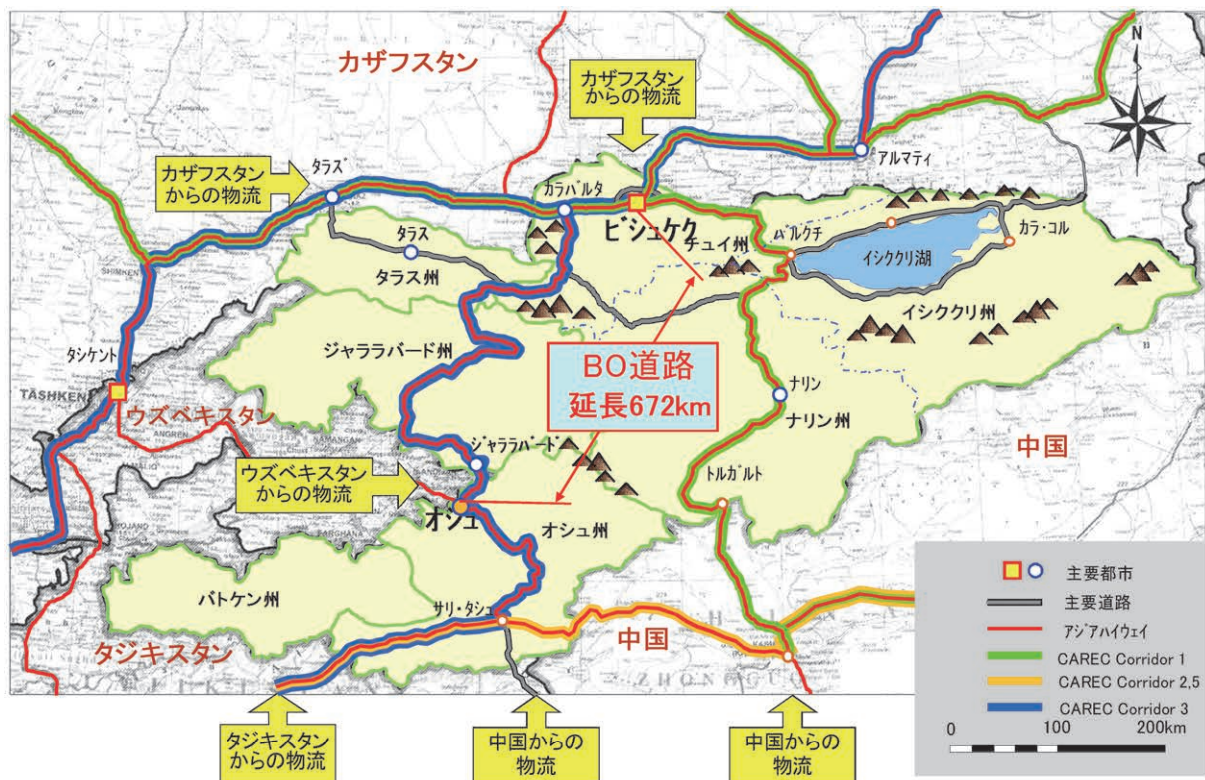 カザフスタン
カザフスタン
からの物流
N
カザフスタン
からの物流
タラズ
カラバルタ
アルマティ
ビシュケク
チュイ州
バルクチ
カラ・コル
イシククリ湖
タラス
タラス州
イシククリ州
SHIMKEN
ジャララバード州
タシケント
TASHKEN
BO道路
延長672km
ナリン
ナリン州
ウズベキスタン
ANGREN
NAMANGAN
中国
ジャララバード
ウズベキスタン
からの物流
トルガルト
オシュ
オシュ州
FARGHANA
バトケン州
サリ・タシュ
タジキスタン
中国
ZHONGGUO
主要都市
主要道路
アジアハイウェイ
CAREC Corridor 1
CAREC Corridor 2,5
CAREC Corridor 3
0 100 200km
タジキスタン
からの物流
中国からの
物流
中国からの
物流